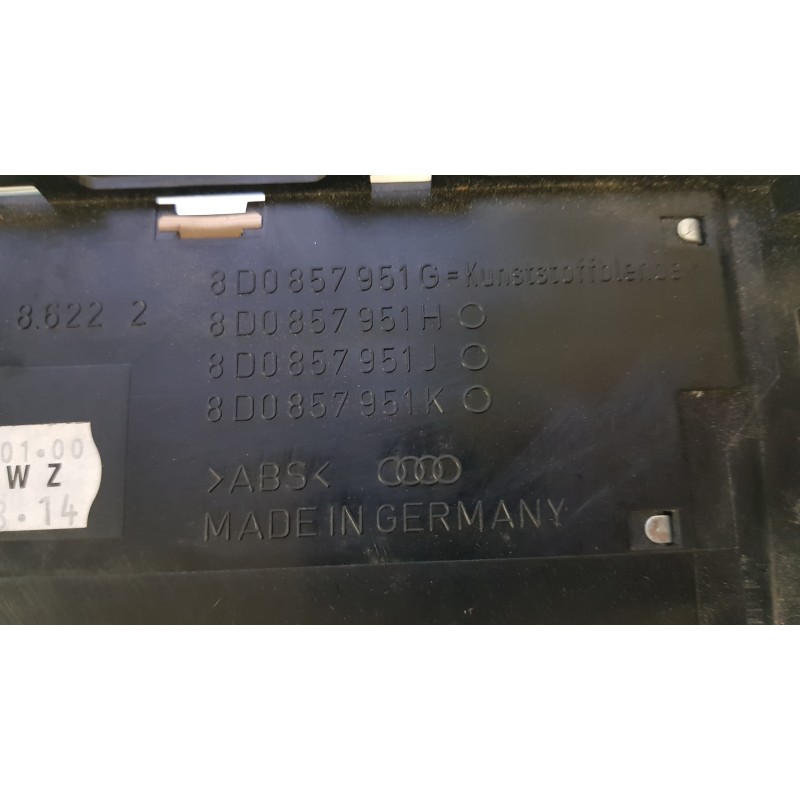 8D0 857 951 G = Kunststoffblende
8D0 857 951 H
8.622 2
8D0 857 951 J
8D0 857 951 K
01.00
W Z
8.14
>ABS<
MADE IN GERMANY